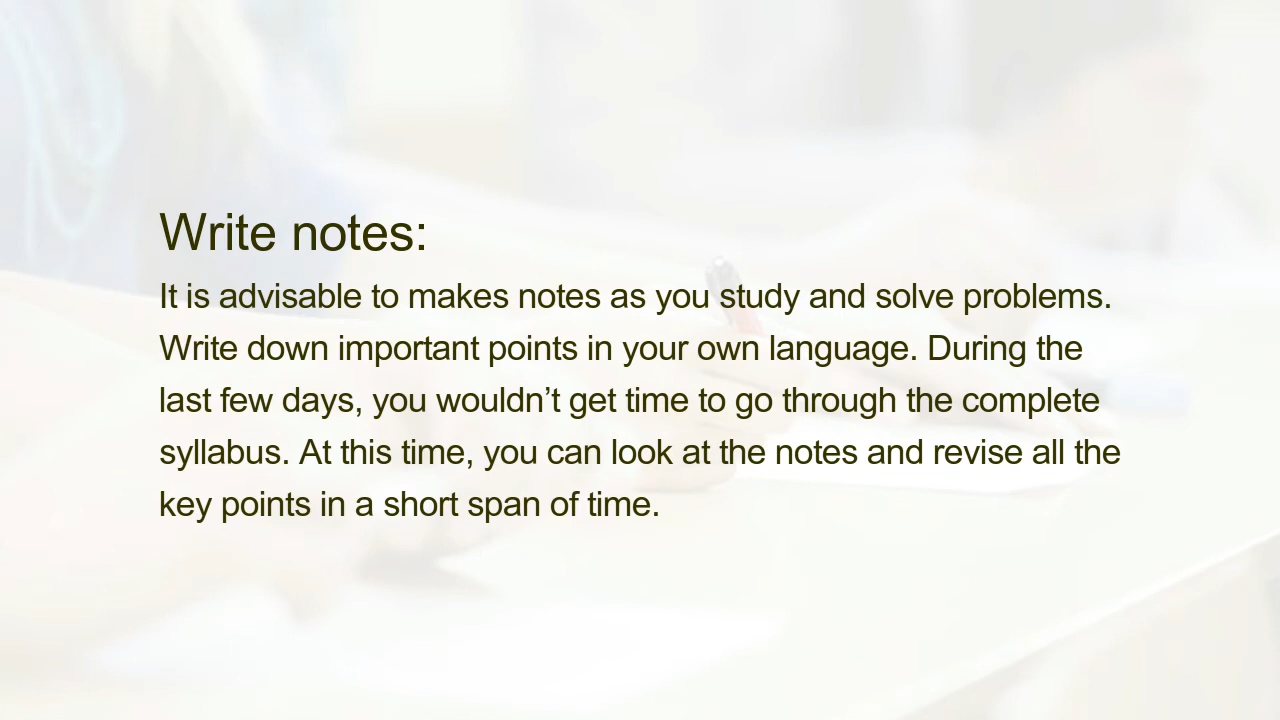 Write notes:
It is advisable to makes notes as you study and solve problems.
Write down important points in your own language. During the
last few days, you wouldn’t get time to go through the complete
syllabus. At this time, you can look at the notes and revise all the
key points in a short span of time.